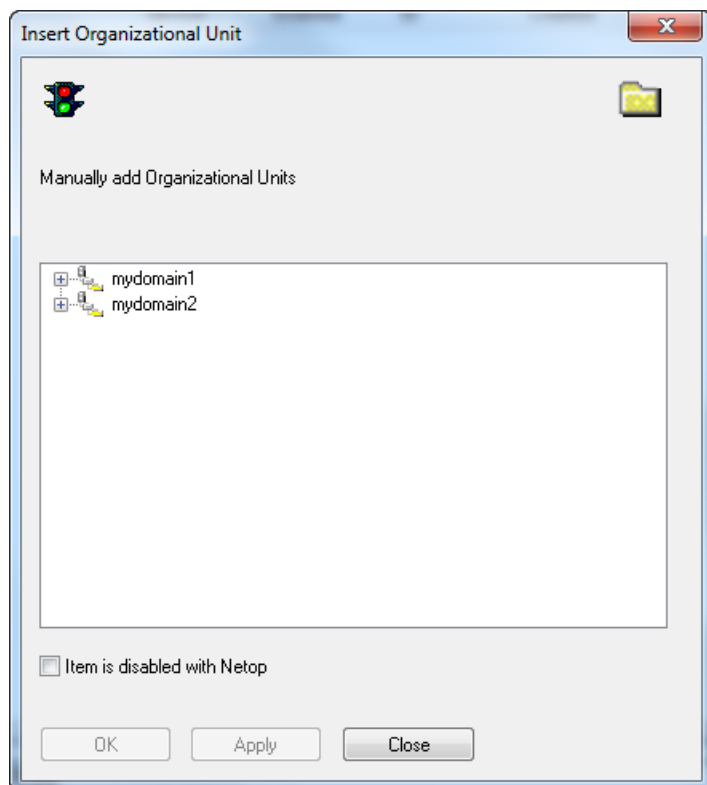 Insert Organizational Unit
Manually add Organizational Units
mydomain1
mydomain2
Item is disabled with Netop
OK Apply Close